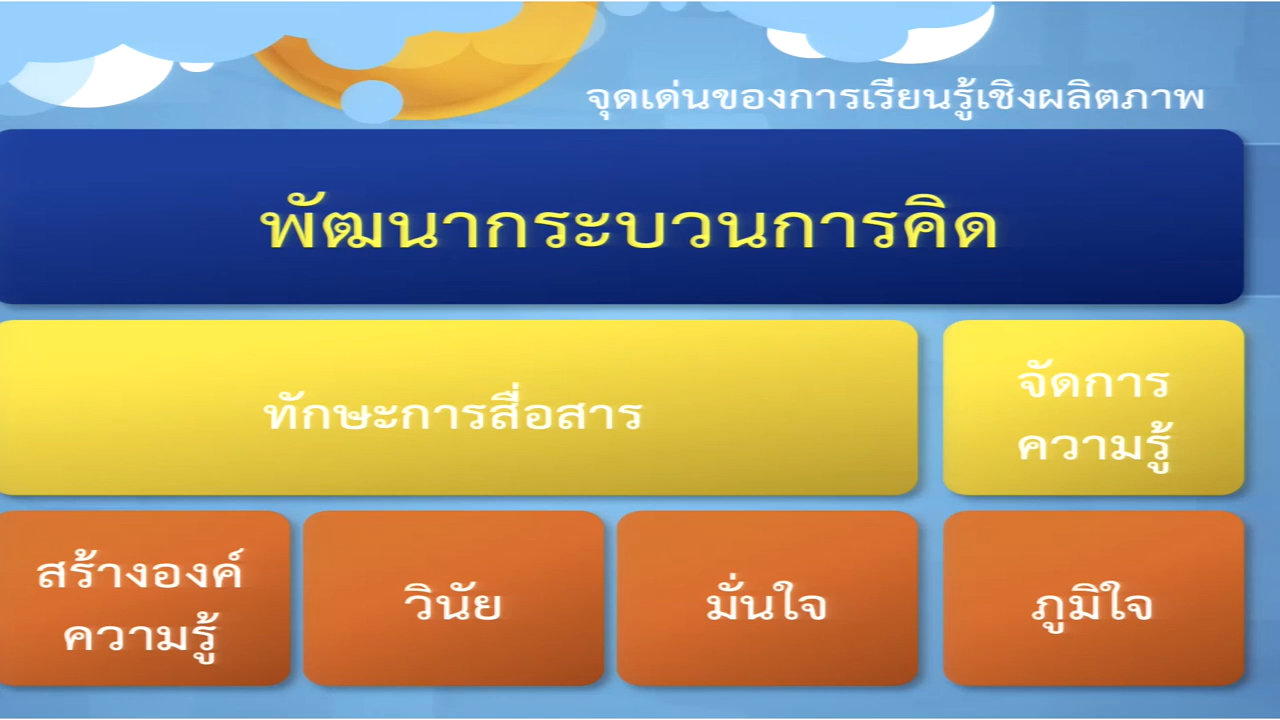 จุดเด่นของการเรียนรู้เชิงผลิตภาพ
พัฒนากระบวนการคิด
ทักษะการสื่อสาร
จัดการ
ความรู้
สร้างองค์
ความรู้
วินัย
มั่นใจ
ภูมิใจ